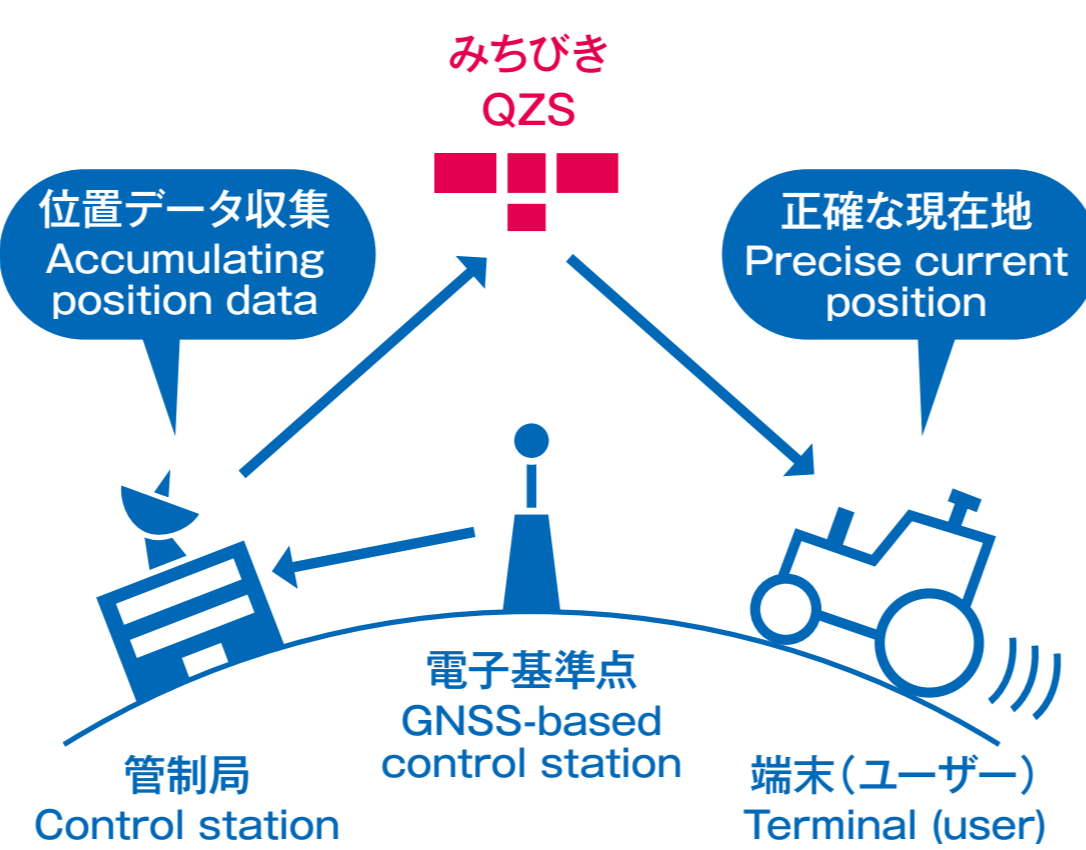 みちびき
QZS
位置データ収集
Accumulating
position data
正確な現在地
Precise current
position
電子基準点
GNSS-based
control station
管制局
Control station
端末（ユーザー）
Terminal (user)